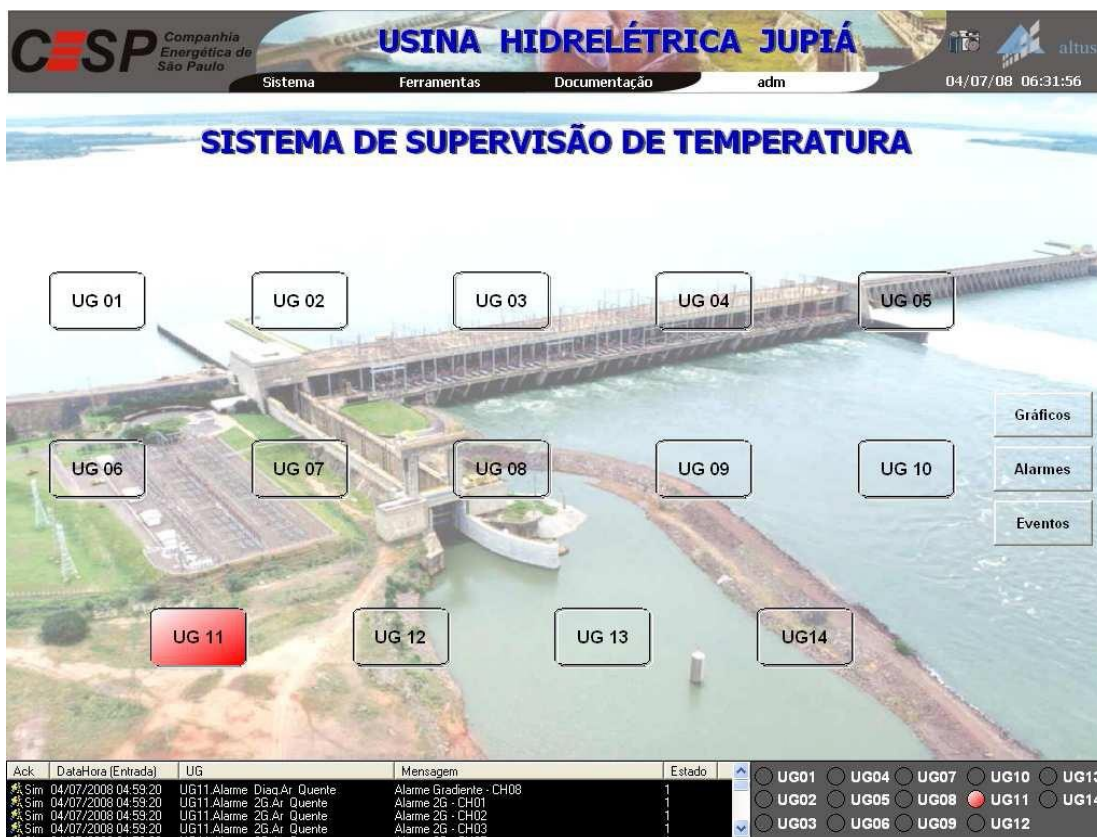 CESP Companhia Energética de São Paulo
USINA HIDRELÉTRICA JUPIÁ
altus
Sistema Ferramentas Documentação adm 04/07/08 06:31:56
SISTEMA DE SUPERVISÃO DE TEMPERATURA
UG 01 UG 02 UG 03 UG 04 UG 05
Gráficos
UG 06 UG 07 UG 08 UG 09 UG 10 Alarmes
Eventos
UG 11 UG 12 UG 13 UG14
Ack DataHora (Entrada) UG Mensagem Estado
Sim 04/07/2008 04:59:20 UG11.Alarme_Diag.Ar_Quente Alarme Gradiente - CH08 1
Sim 04/07/2008 04:59:20 UG11.Alarme_2G.Ar_Quente Alarme 2G - CH01 1
Sim 04/07/2008 04:59:20 UG11.Alarme_2G.Ar_Quente Alarme 2G - CH02 1
Sim 04/07/2008 04:59:20 UG11.Alarme_2G.Ar_Quente Alarme 2G - CH03 1
UG01 UG04 UG07 UG10 UG13
UG02 UG05 UG08 UG11 UG14
UG03 UG06 UG09 UG12